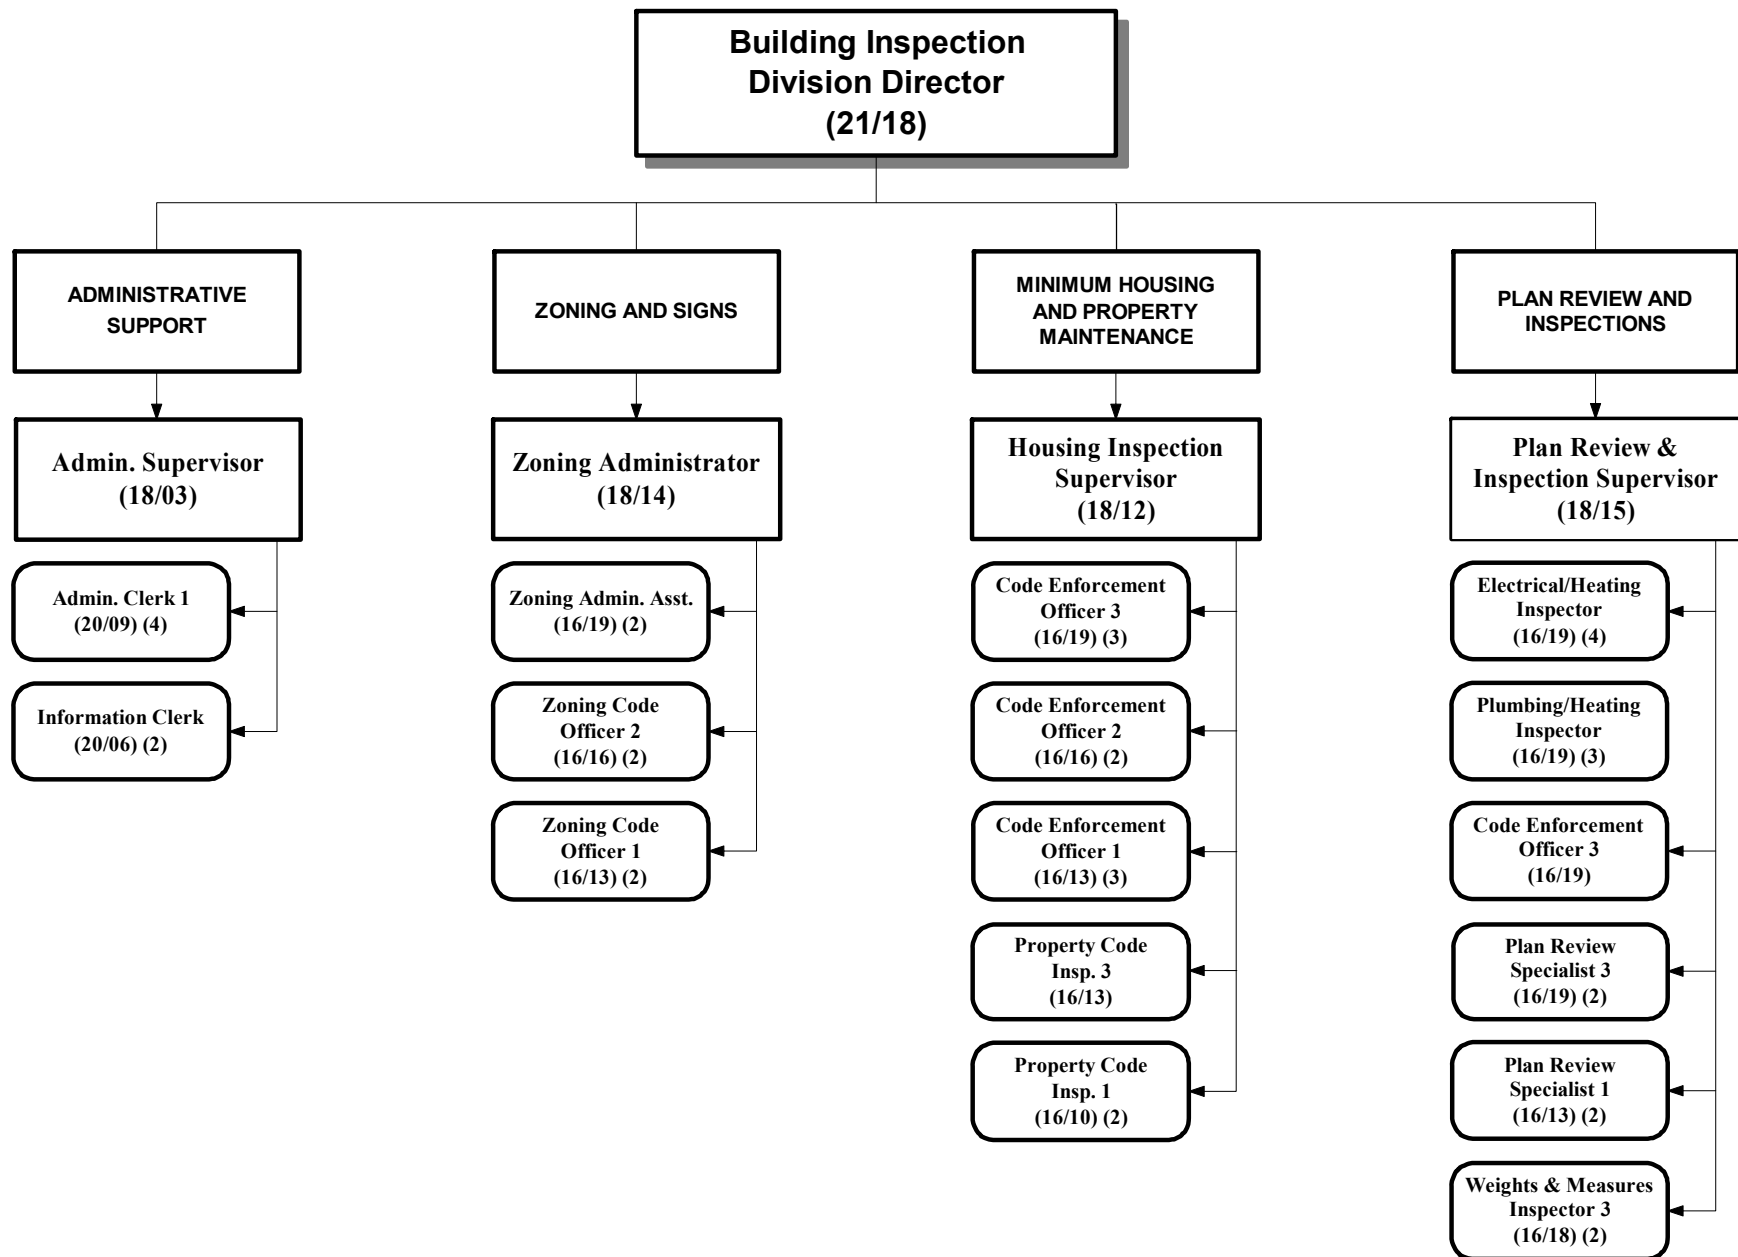 Building Inspection
Division Director
(21/18)
ADMINISTRATIVE
SUPPORT
ZONING AND SIGNS
MINIMUM HOUSING
AND PROPERTY
MAINTENANCE
PLAN REVIEW AND
INSPECTIONS
Admin. Supervisor
(18/03)
Zoning Administrator
(18/14)
Housing Inspection
Supervisor
(18/12)
Plan Review &
Inspection Supervisor
(18/15)
Admin. Clerk 1
(20/09) (4)
Information Clerk
(20/06) (2)
Zoning Admin. Asst.
(16/19) (2)
Zoning Code
Officer 2
(16/16) (2)
Zoning Code
Officer 1
(16/13) (2)
Code Enforcement
Officer 3
(16/19) (3)
Code Enforcement
Officer 2
(16/16) (2)
Code Enforcement
Officer 1
(16/13) (3)
Property Code
Insp. 3
(16/13)
Property Code
Insp. 1
(16/10) (2)
Electrical/Heating
Inspector
(16/19) (4)
Plumbing/Heating
Inspector
(16/19) (3)
Code Enforcement
Officer 3
(16/19)
Plan Review
Specialist 3
(16/19) (2)
Plan Review
Specialist 1
(16/13) (2)
Weights & Measures
Inspector 3
(16/18) (2)